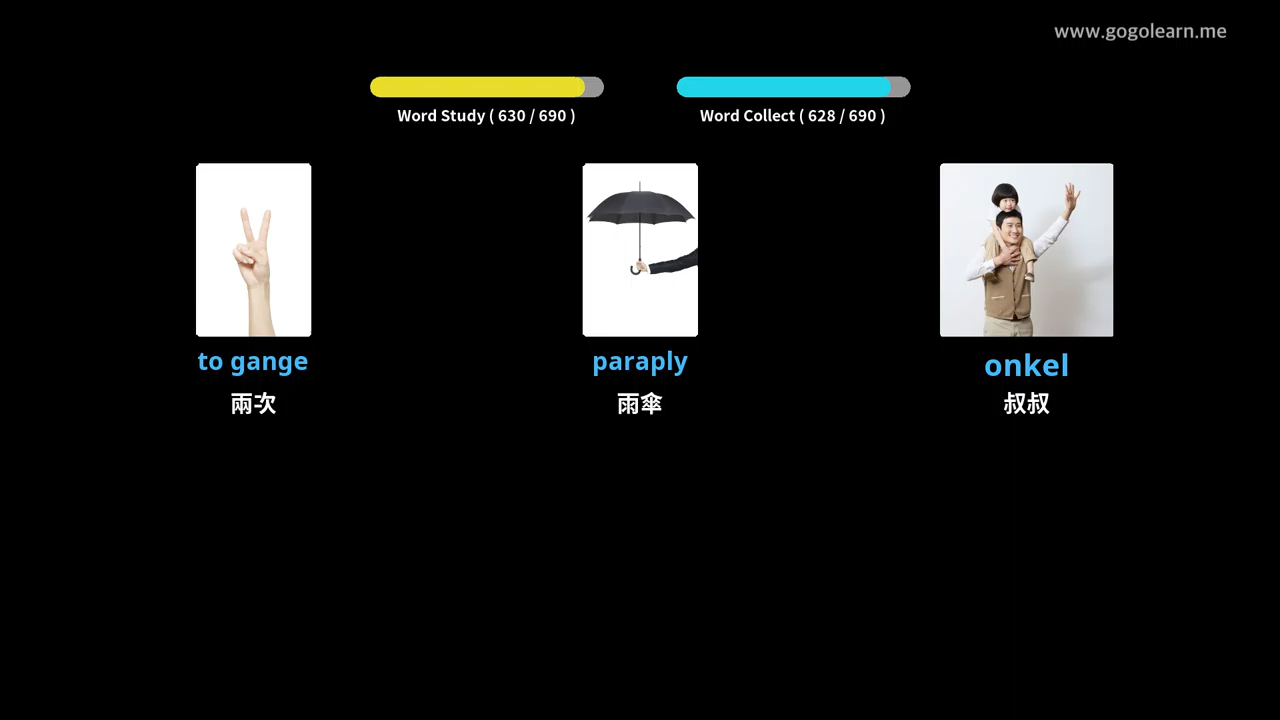 www.gogolearn.me
Word Study ( 630 / 690 )
Word Collect ( 628 / 690 )
to gange
paraply
onkel
兩次
雨傘
叔叔